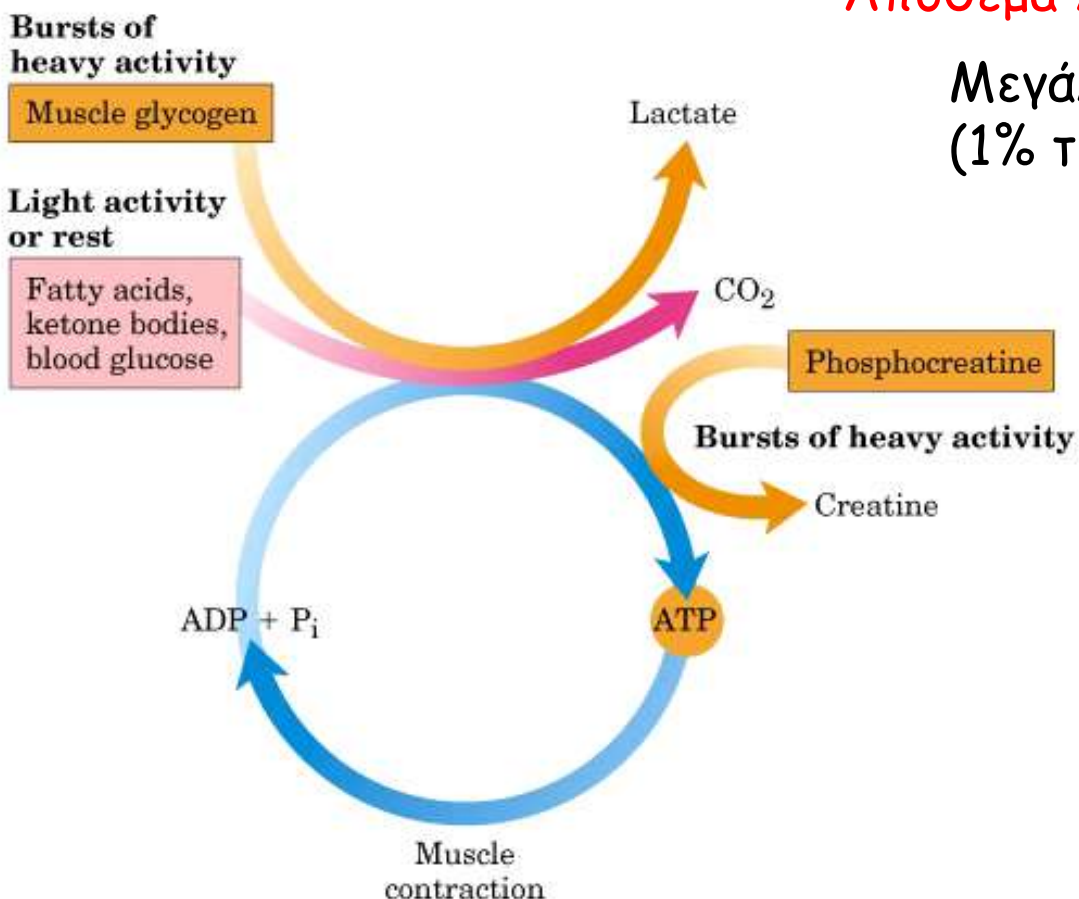 Bursts of
heavy activity
Muscle glycogen
Light activity
or rest
Fatty acids,
ketone bodies,
blood glucose
Lactate
CO₂
(1%
Phosphocreatine
Bursts of heavy activity
Creatine
ADP + Pᵢ
ATP
Muscle
contraction